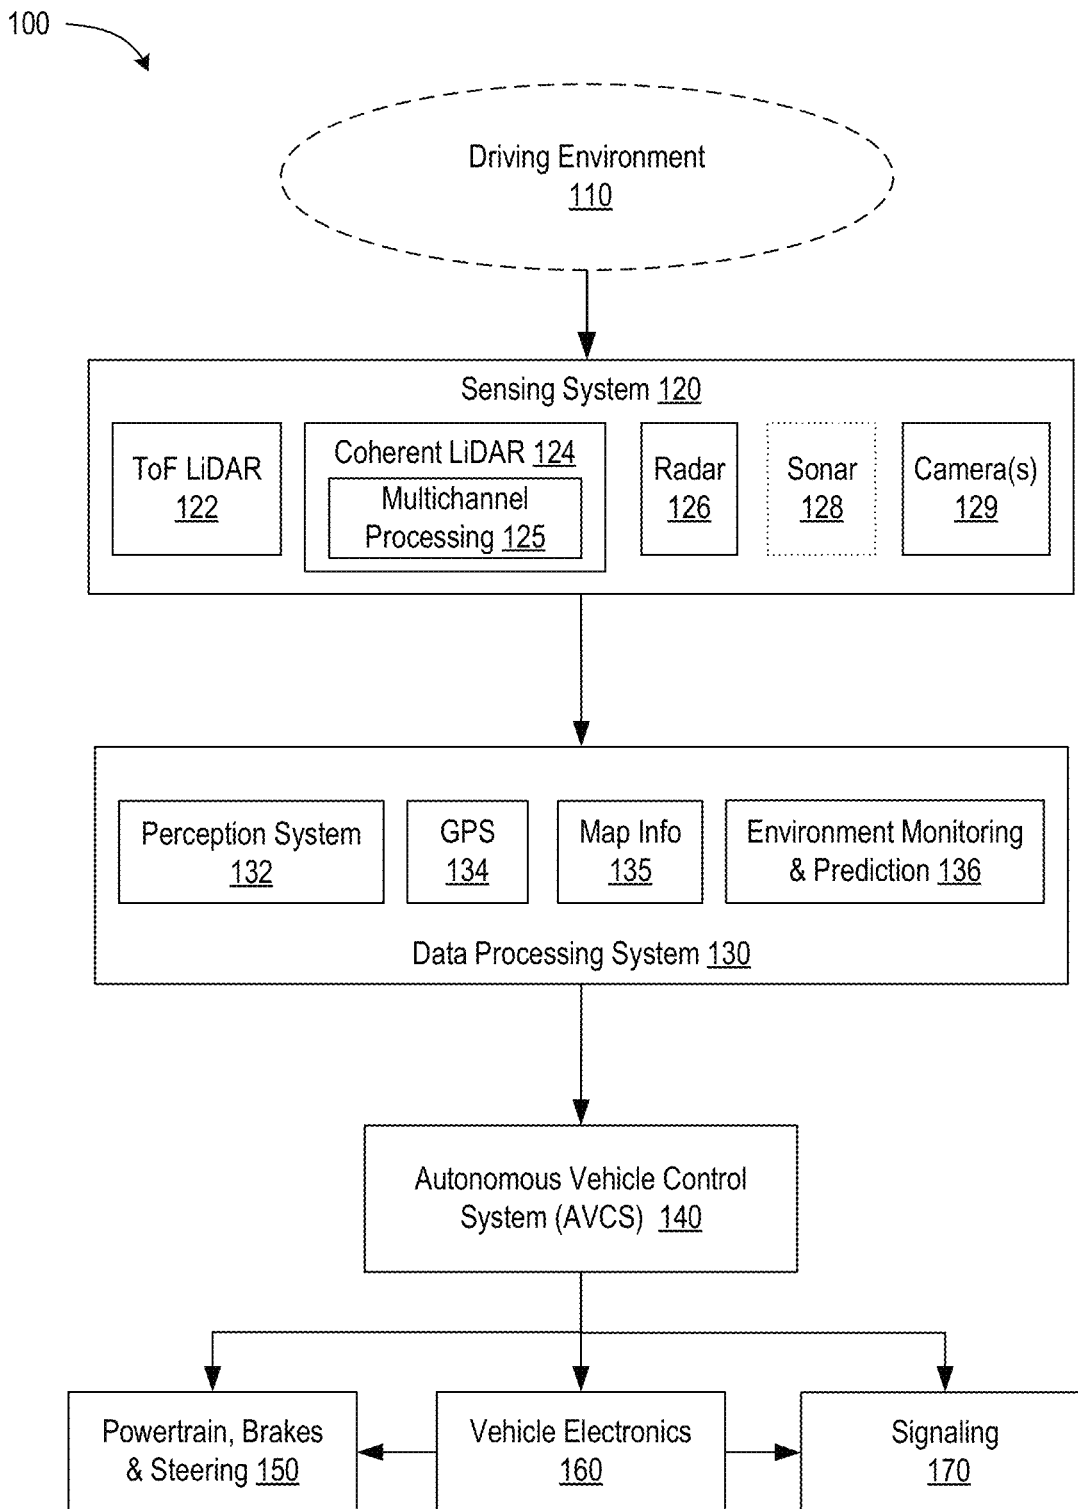 100
Driving Environment
110
Sensing System 120
ToF LiDAR
122
Coherent LiDAR 124
Multichannel
Processing 125
Radar
126
Sonar
128
Camera(s)
129
Perception System
132
GPS
134
Map Info
135
Environment Monitoring
& Prediction 136
Data Processing System 130
Autonomous Vehicle Control
System (AVCS) 140
Powertrain, Brakes
& Steering 150
Vehicle Electronics
160
Signaling
170